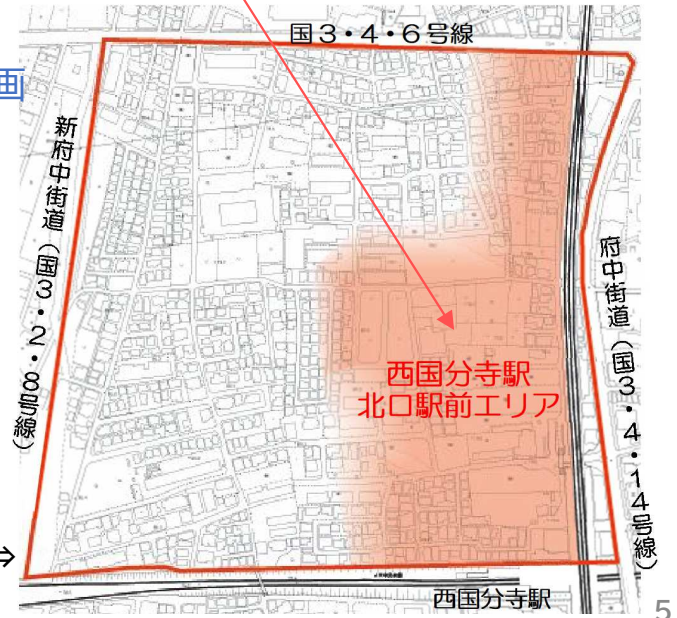 国3・4・6号線
画
新府中街道(国3・2・8号線)
府中街道(国3・4・14号線)
西国分寺駅
北口駅前エリア
⇒
西国分寺駅
5